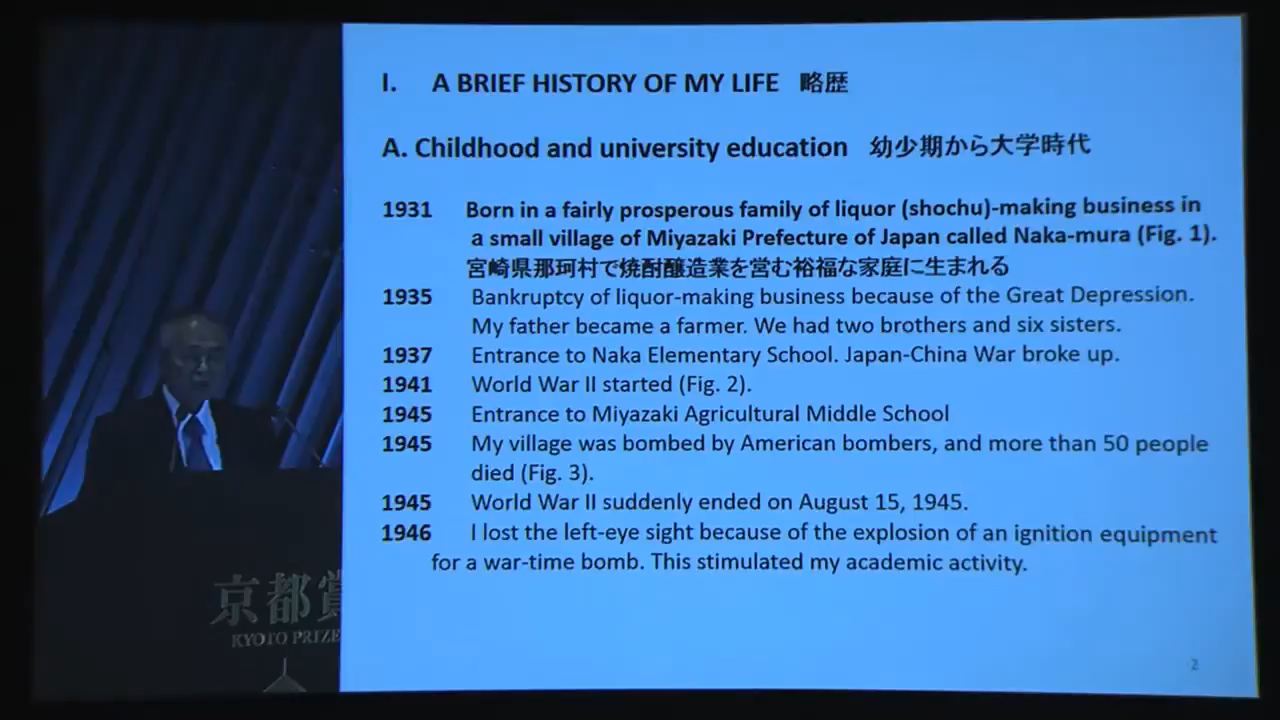 I. A BRIEF HISTORY OF MY LIFE 略歴
A. Childhood and university education 幼少期から大学時代
1931 Born in a fairly prosperous family of liquor (shochu)-making business in
a small village of Miyazaki Prefecture of Japan called Naka-mura (Fig. 1).
宮崎県那珂村で焼酎醸造業を営む裕福な家庭に生まれる
1935 Bankruptcy of liquor-making business because of the Great Depression.
My father became a farmer. We had two brothers and six sisters.
1937 Entrance to Naka Elementary School. Japan-China War broke up.
1941 World War II started (Fig. 2).
1945 Entrance to Miyazaki Agricultural Middle School
1945 My village was bombed by American bombers, and more than 50 people
died (Fig. 3).
1945 World War II suddenly ended on August 15, 1945.
1946 I lost the left-eye sight because of the explosion of an ignition equipment
for a war-time bomb. This stimulated my academic activity.
2
京都賞
KYOTO PRIZE